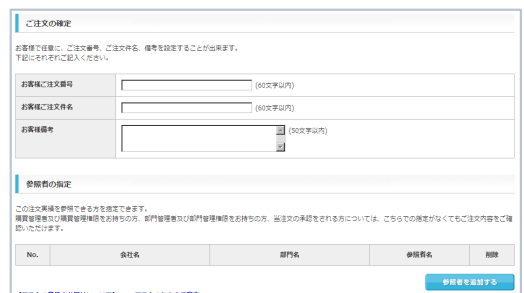 ご注文の確定
お客様で任意に、ご注文番号、ご注文件名、備考を設定することが出来ます。
下記にそれぞれご記入ください。
お客様ご注文番号 (60文字以内)
お客様ご注文件名 (60文字以内)
お客様備考 (50文字以内)
参照者の指定
この注文実績を参照できる方を指定できます。
購買管理者及び購買管理権限をお持ちの方、部門管理者及び部門管理権限をお持ちの方、当注文の承認をされる方については、こちらでの指定がなくてもご注文内容をご確
認いただけます。
No. 会社名 部門名 参照者名 削除
参照者を追加する